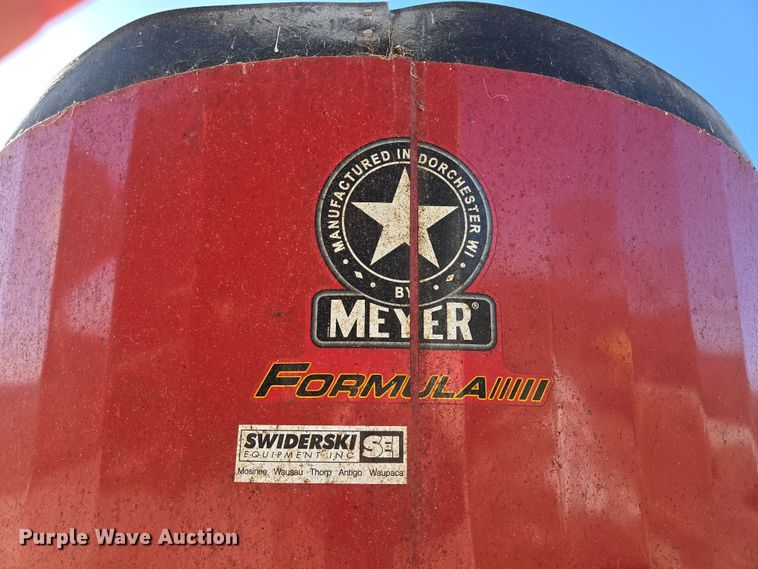 MANUFACTURED IN DORCHESTER WI
BY
MEYER®
FORMULA
SWIDERSKI SEI
EQUIPMENT INC
Mosinee Wausau Thorp Antigo Waupaca
Purple Wave Auction